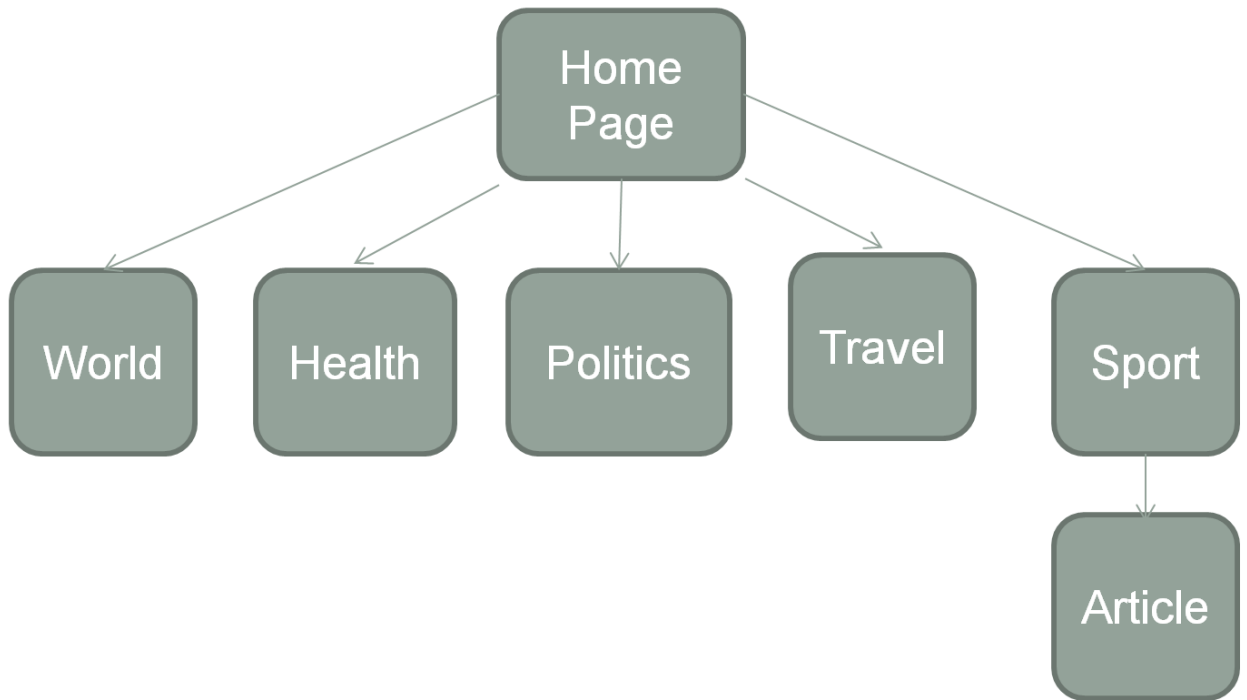 Home
Page
World
Health
Politics
Travel
Sport
Article